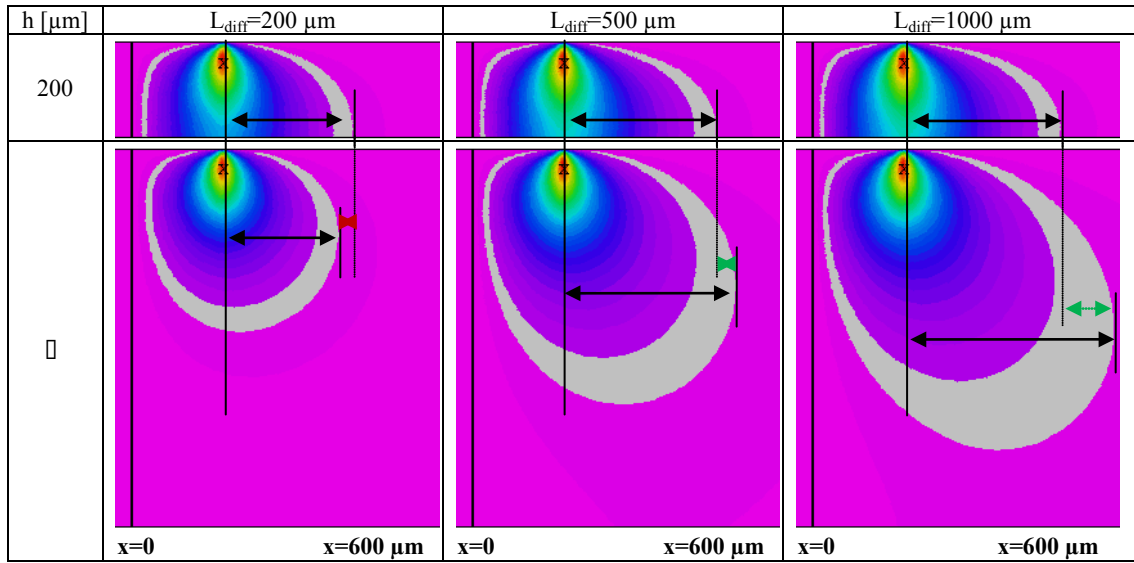 h [µm] L_diff=200 µm L_diff=500 µm L_diff=1000 µm
200 x x x
▯ x x x
x=0 x=600 µm x=0 x=600 µm x=0 x=600 µm